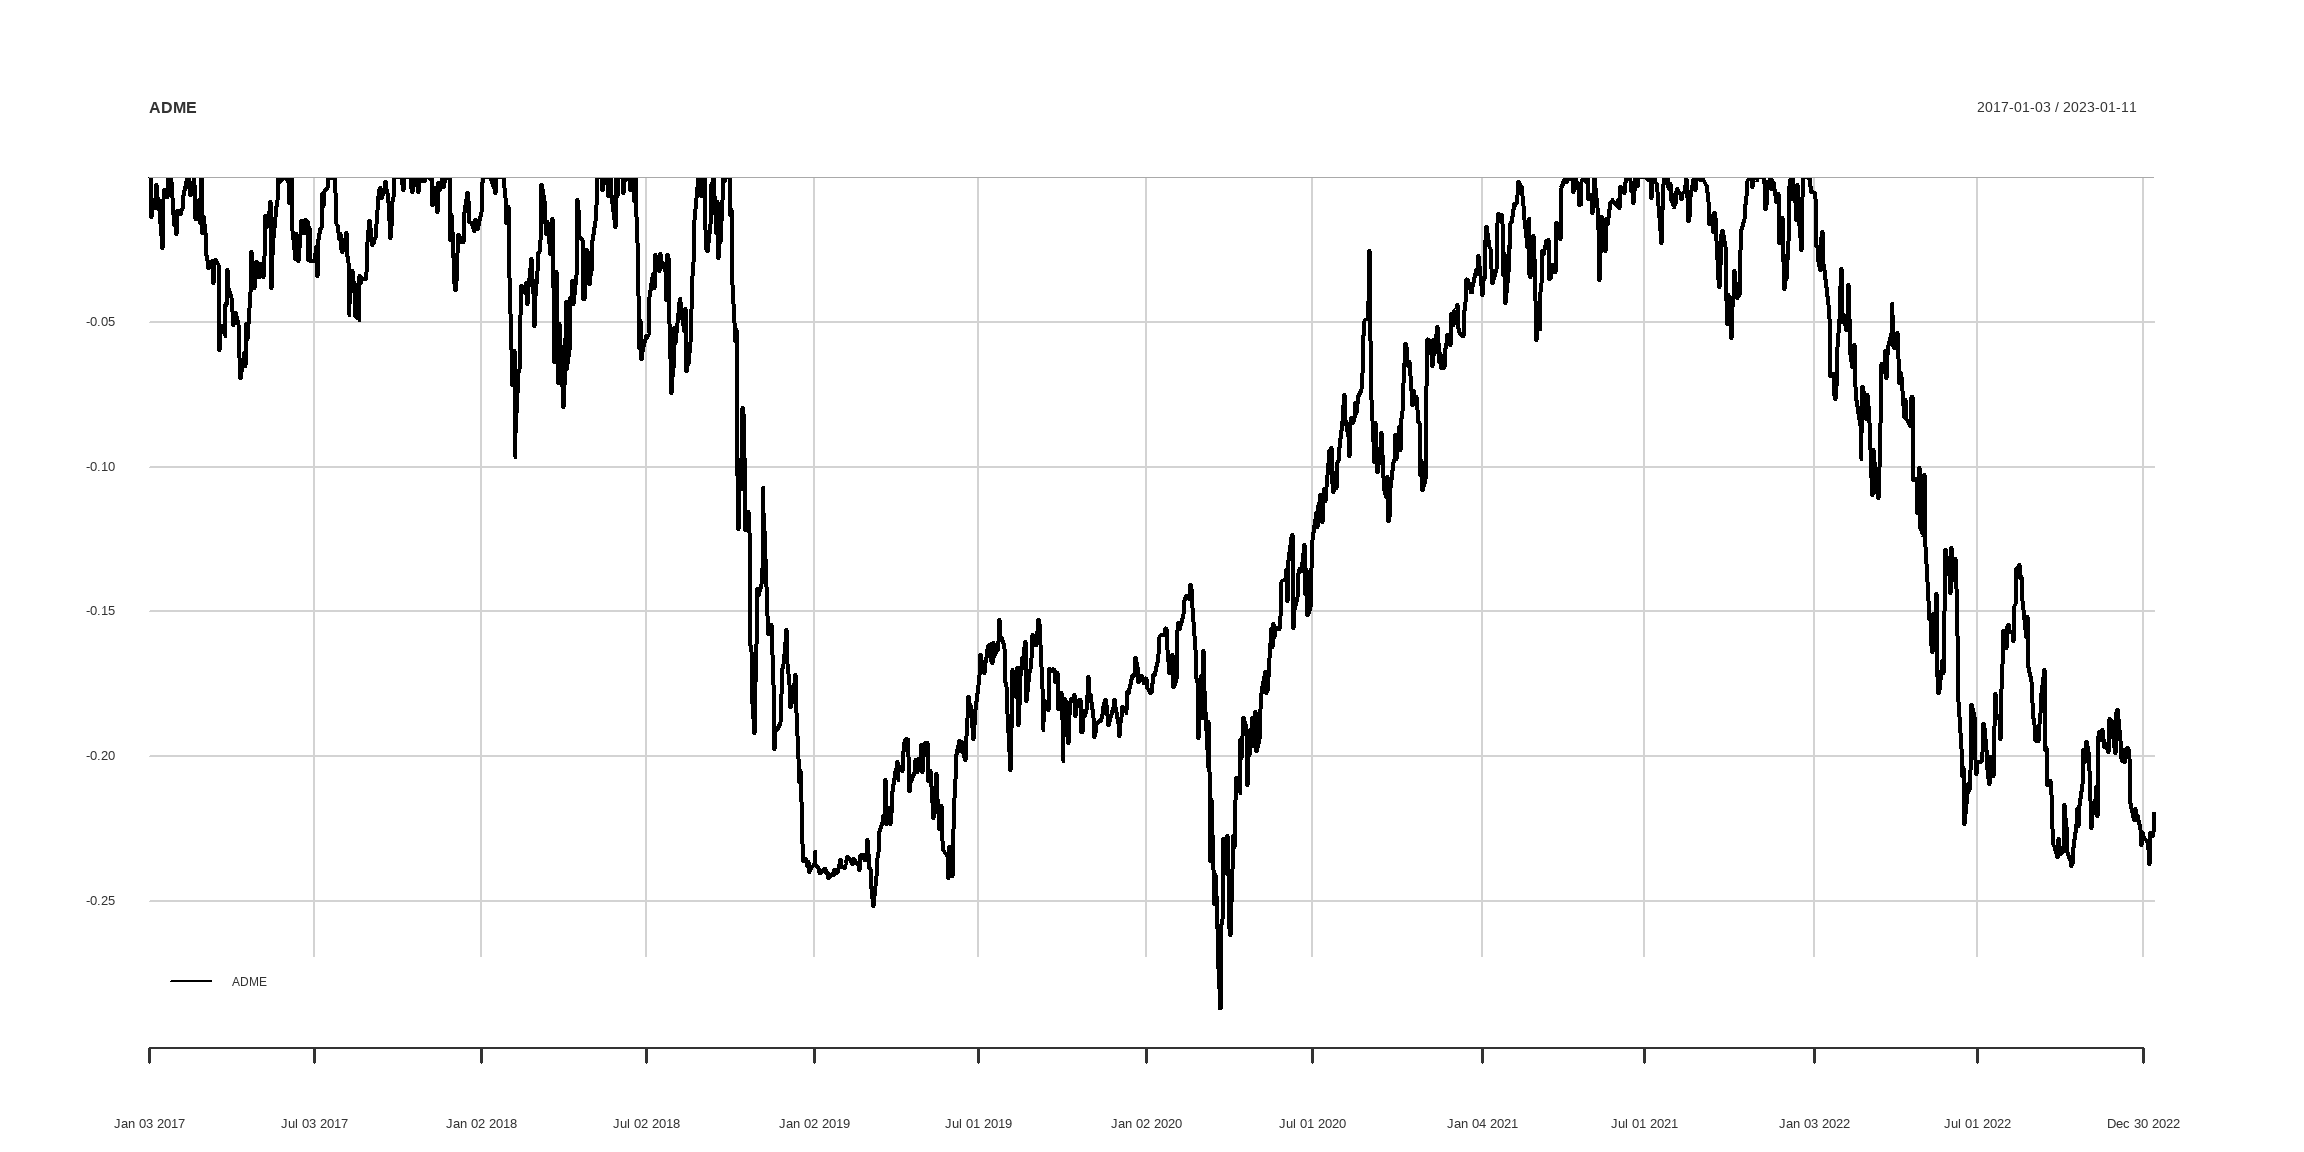 ADME
2017-01-03 / 2023-01-11
-0.05
-0.10
-0.15
-0.20
-0.25
ADME
Jan 03 2017
Jul 03 2017
Jan 02 2018
Jul 02 2018
Jan 02 2019
Jul 01 2019
Jan 02 2020
Jul 01 2020
Jan 04 2021
Jul 01 2021
Jan 03 2022
Jul 01 2022
Dec 30 2022